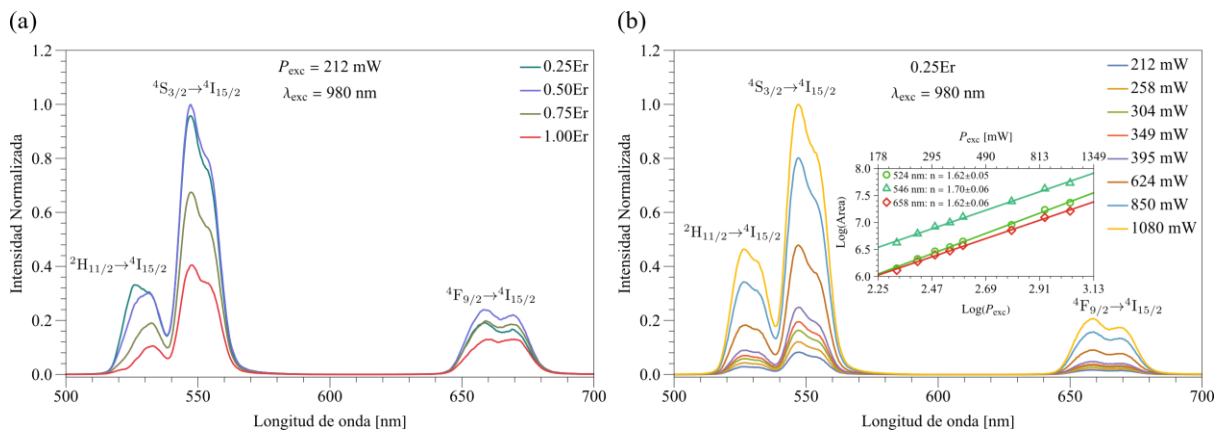 (a)
1.2
1.0
0.8
0.6
0.4
0.2
0.0
Intensidad Normalizada
P_exc = 212 mW
λ_exc = 980 nm
⁴S₃/₂→⁴I₁₅/₂
²H₁₁/₂→⁴I₁₅/₂
⁴F₉/₂→⁴I₁₅/₂
0.25Er
0.50Er
0.75Er
1.00Er
500 550 600 650 700
Longitud de onda [nm]
(b)
1.2
1.0
0.8
0.6
0.4
0.2
0.0
Intensidad Normalizada
0.25Er
λ_exc = 980 nm
⁴S₃/₂→⁴I₁₅/₂
²H₁₁/₂→⁴I₁₅/₂
⁴F₉/₂→⁴I₁₅/₂
212 mW
258 mW
304 mW
349 mW
395 mW
624 mW
850 mW
1080 mW
P_exc [mW]
178 295 490 813 1349
8.0
7.5
7.0
6.5
6.0
Log(Area)
524 nm: n = 1.62±0.05
546 nm: n = 1.70±0.06
658 nm: n = 1.62±0.06
2.25 2.47 2.69 2.91 3.13
Log(P_exc)
500 550 600 650 700
Longitud de onda [nm]